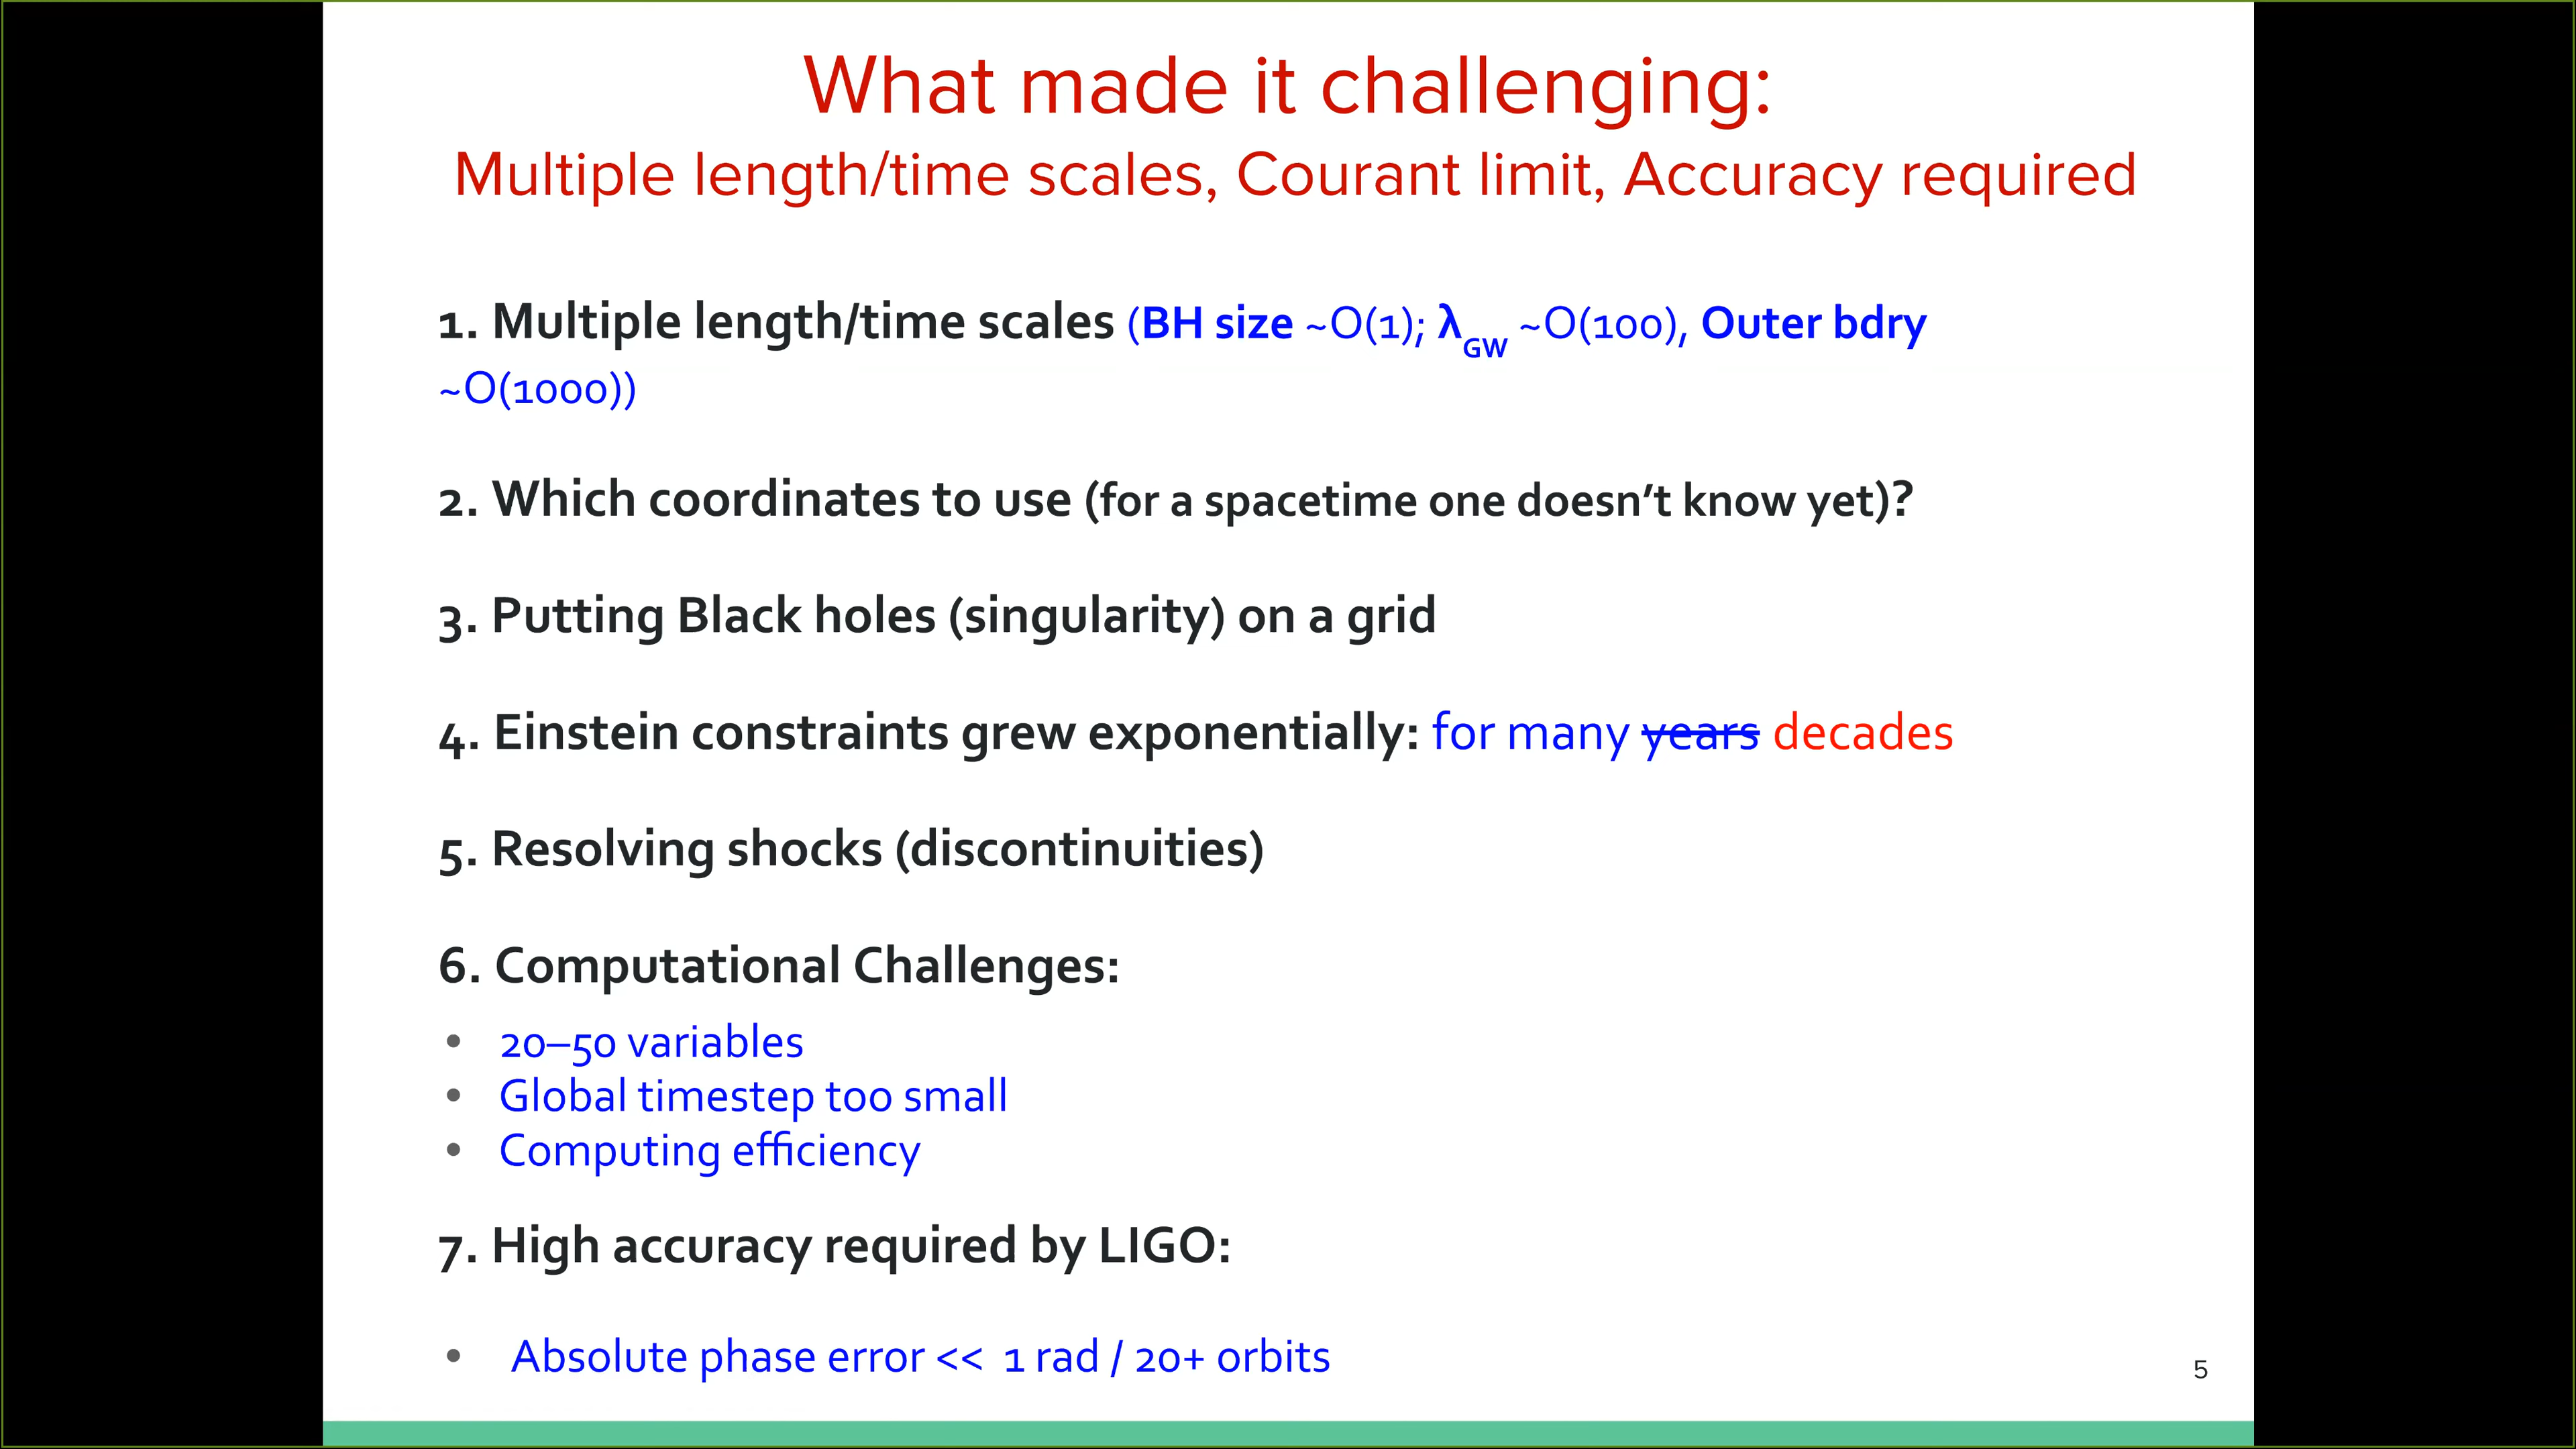 What made it challenging:
Multiple length/time scales, Courant limit, Accuracy required
1. Multiple length/time scales (BH size ~O(1); λGW ~O(100), Outer bdry
~O(1000))
2. Which coordinates to use (for a spacetime one doesn’t know yet)?
3. Putting Black holes (singularity) on a grid
4. Einstein constraints grew exponentially: for many years decades
5. Resolving shocks (discontinuities)
6. Computational Challenges:
• 20–50 variables
• Global timestep too small
• Computing efficiency
7. High accuracy required by LIGO:
• Absolute phase error << 1 rad / 20+ orbits
5